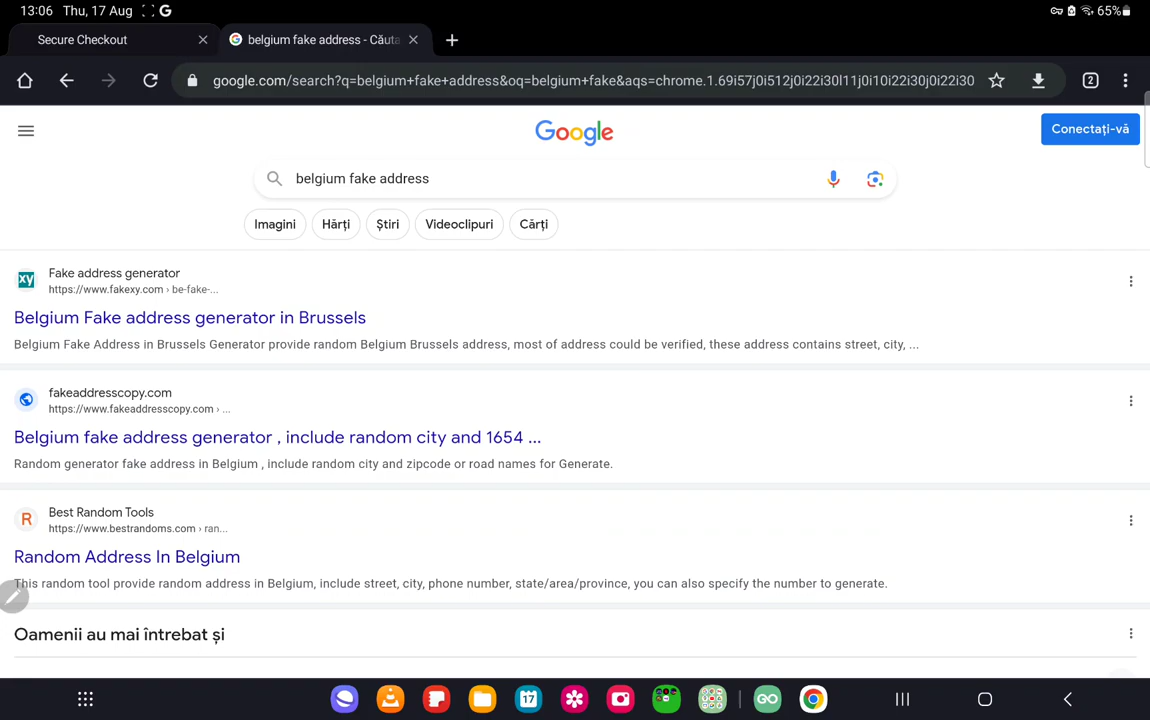 13:06 Thu, 17 Aug G 65%
Secure Checkout
belgium fake address - Căuta
google.com/search?q=belgium+fake+address&oq=belgium+fake&aqs=chrome.1.69i57j0i512j0i22i30l11j0i10i22i30j0i22i30 2
Google
Conectați-vă
belgium fake address
Imagini Hărți Știri Videoclipuri Cărți
xy
Fake address generator
https://www.fakexy.com › be-fake-...
Belgium Fake address generator in Brussels
Belgium Fake Address in Brussels Generator provide random Belgium Brussels address, most of address could be verified, these address contains street, city, ...
fakeaddresscopy.com
https://www.fakeaddresscopy.com › ...
Belgium fake address generator , include random city and 1654 ...
Random generator fake address in Belgium , include random city and zipcode or road names for Generate.
R
Best Random Tools
https://www.bestrandoms.com › ran...
Random Address In Belgium
This random tool provide random address in Belgium, include street, city, phone number, state/area/province, you can also specify the number to generate.
Oamenii au mai întrebat și
17 GO